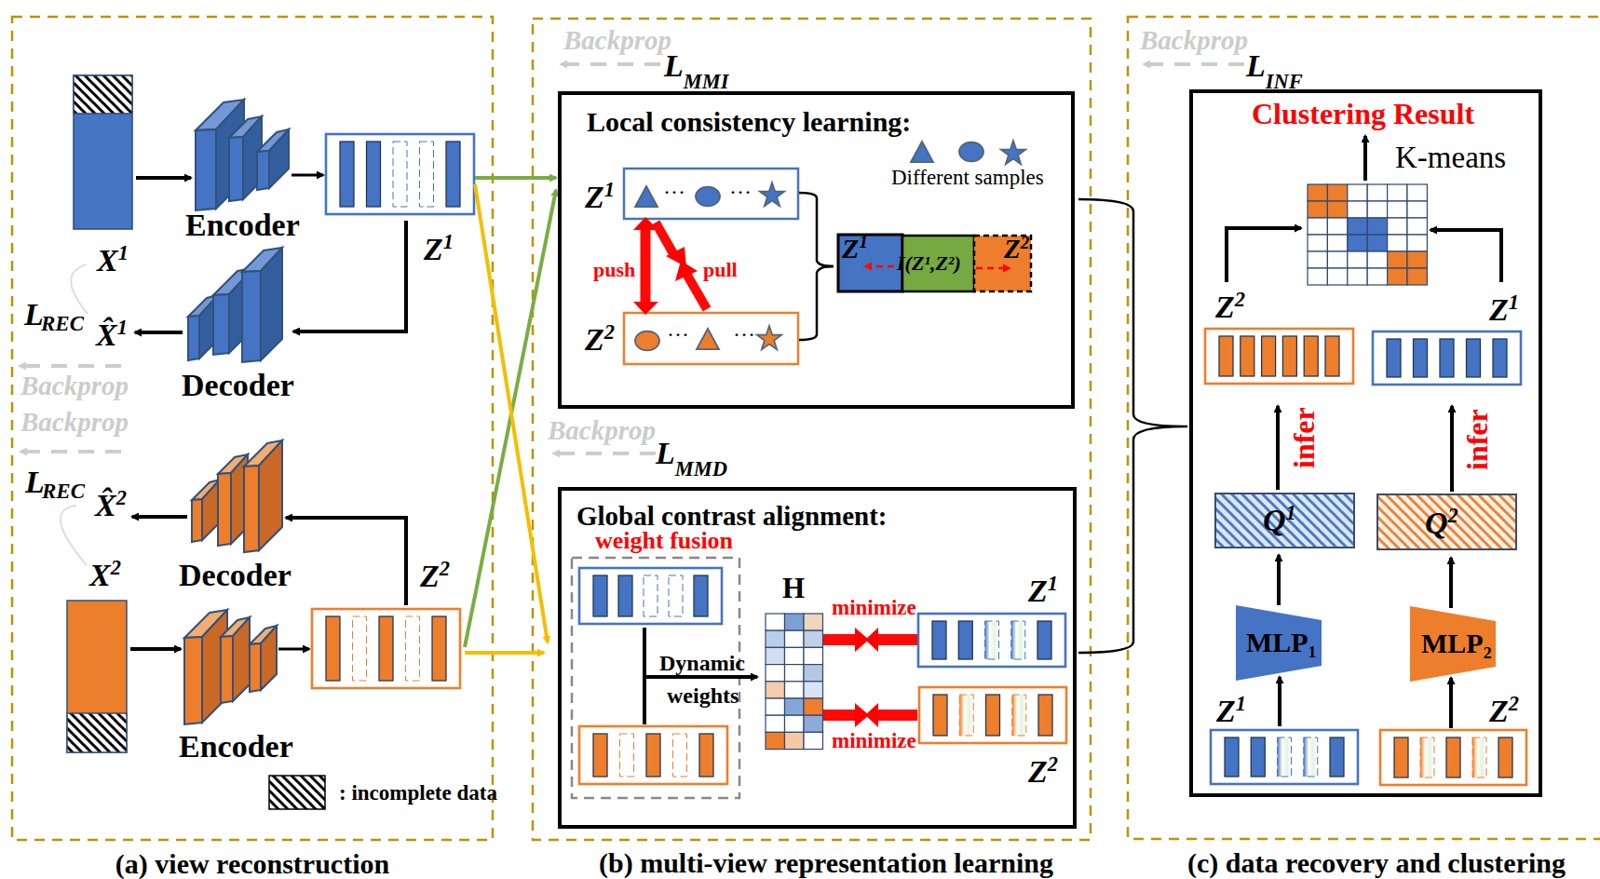 X¹
Encoder
Z¹
L_REC
X̂¹
Decoder
Backprop
Backprop
L_REC
X̂²
Decoder
X²
Z²
Encoder
: incomplete data
(a) view reconstruction
Backprop
L_MMI
Local consistency learning:
Different samples
Z¹
...
...
push
pull
Z²
...
...
Z¹
I(Z¹,Z²)
Z²
Backprop
L_MMD
Global contrast alignment:
weight fusion
H
Dynamic
weights
minimize
Z¹
minimize
Z²
(b) multi-view representation learning
Backprop
L_INF
Clustering Result
K-means
Z²
Z¹
infer
infer
Q¹
Q²
MLP₁
MLP₂
Z¹
Z²
(c) data recovery and clustering